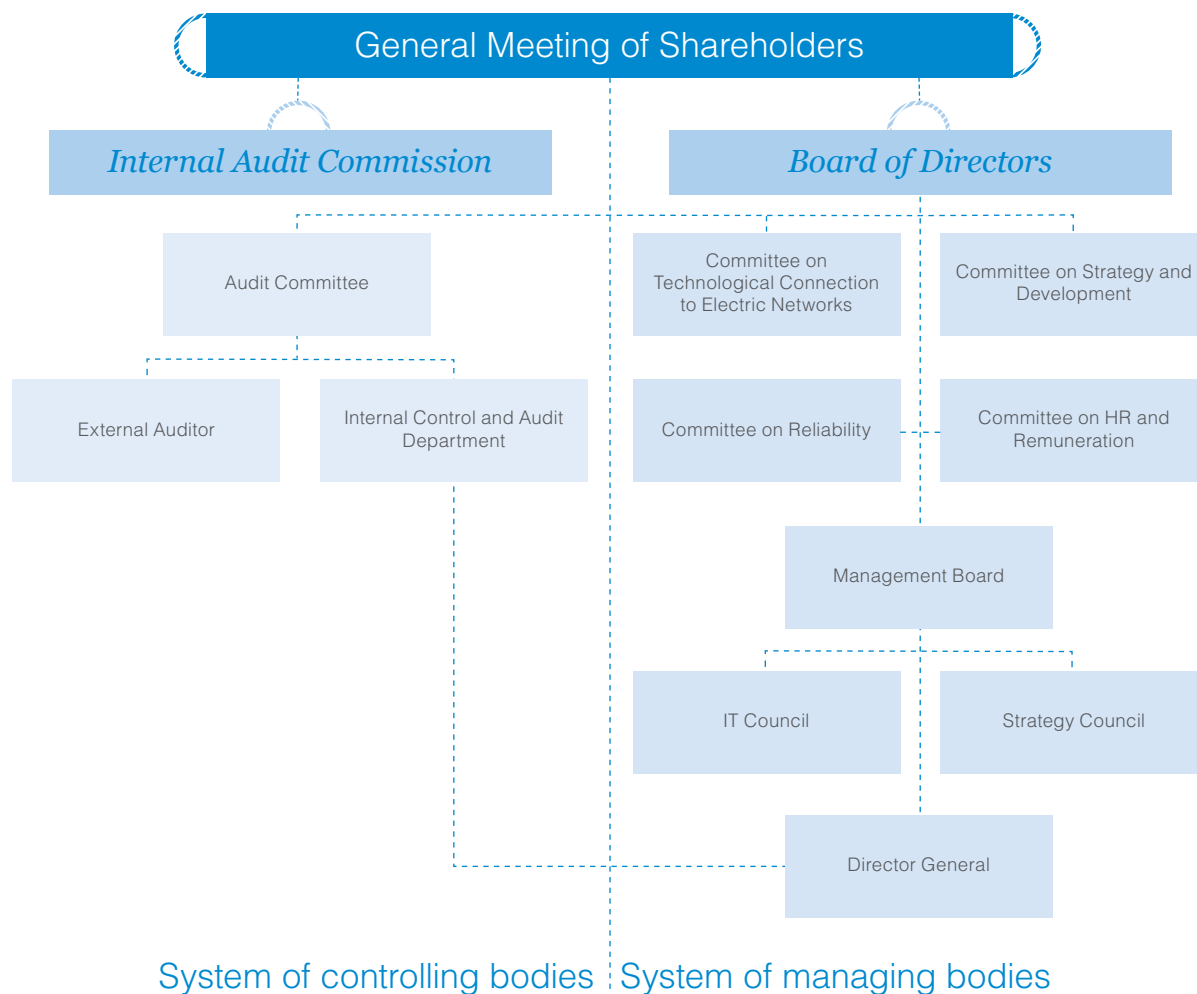 General Meeting of Shareholders
Internal Audit Commission
Board of Directors
Audit Committee
Committee on
Technological Connection
to Electric Networks
Committee on Strategy and
Development
External Auditor
Internal Control and Audit
Department
Committee on Reliability
Committee on HR and
Remuneration
Management Board
IT Council
Strategy Council
Director General
System of controlling bodies
System of managing bodies